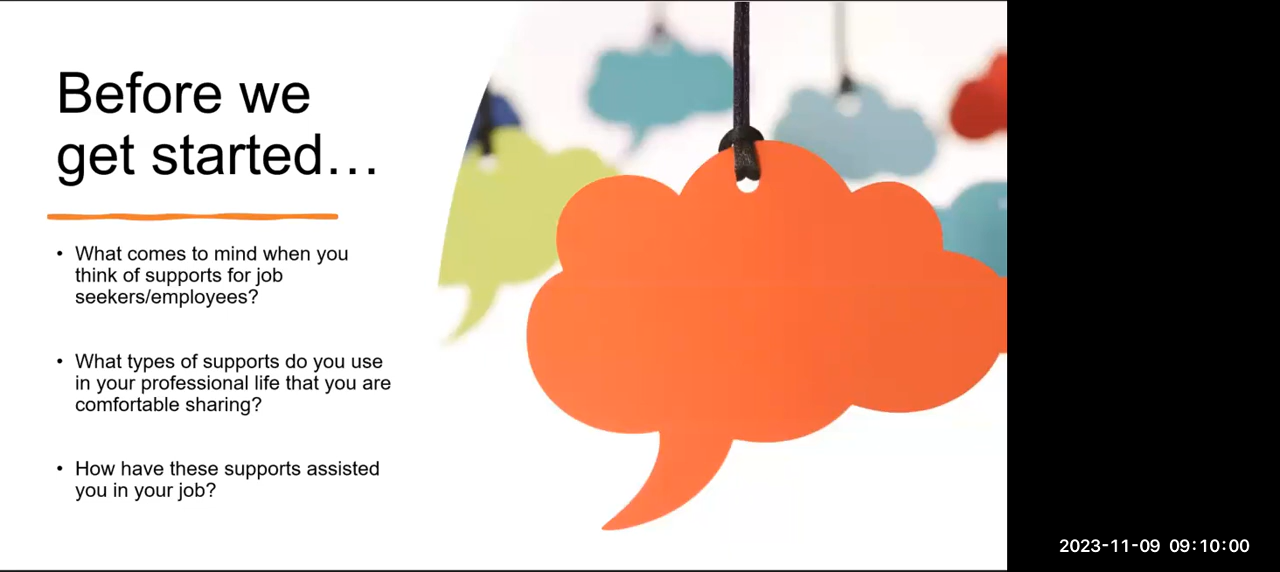 Before we
get started…
• What comes to mind when you
think of supports for job
seekers/employees?
• What types of supports do you use
in your professional life that you are
comfortable sharing?
• How have these supports assisted
you in your job?
2023-11-09 09:10:00